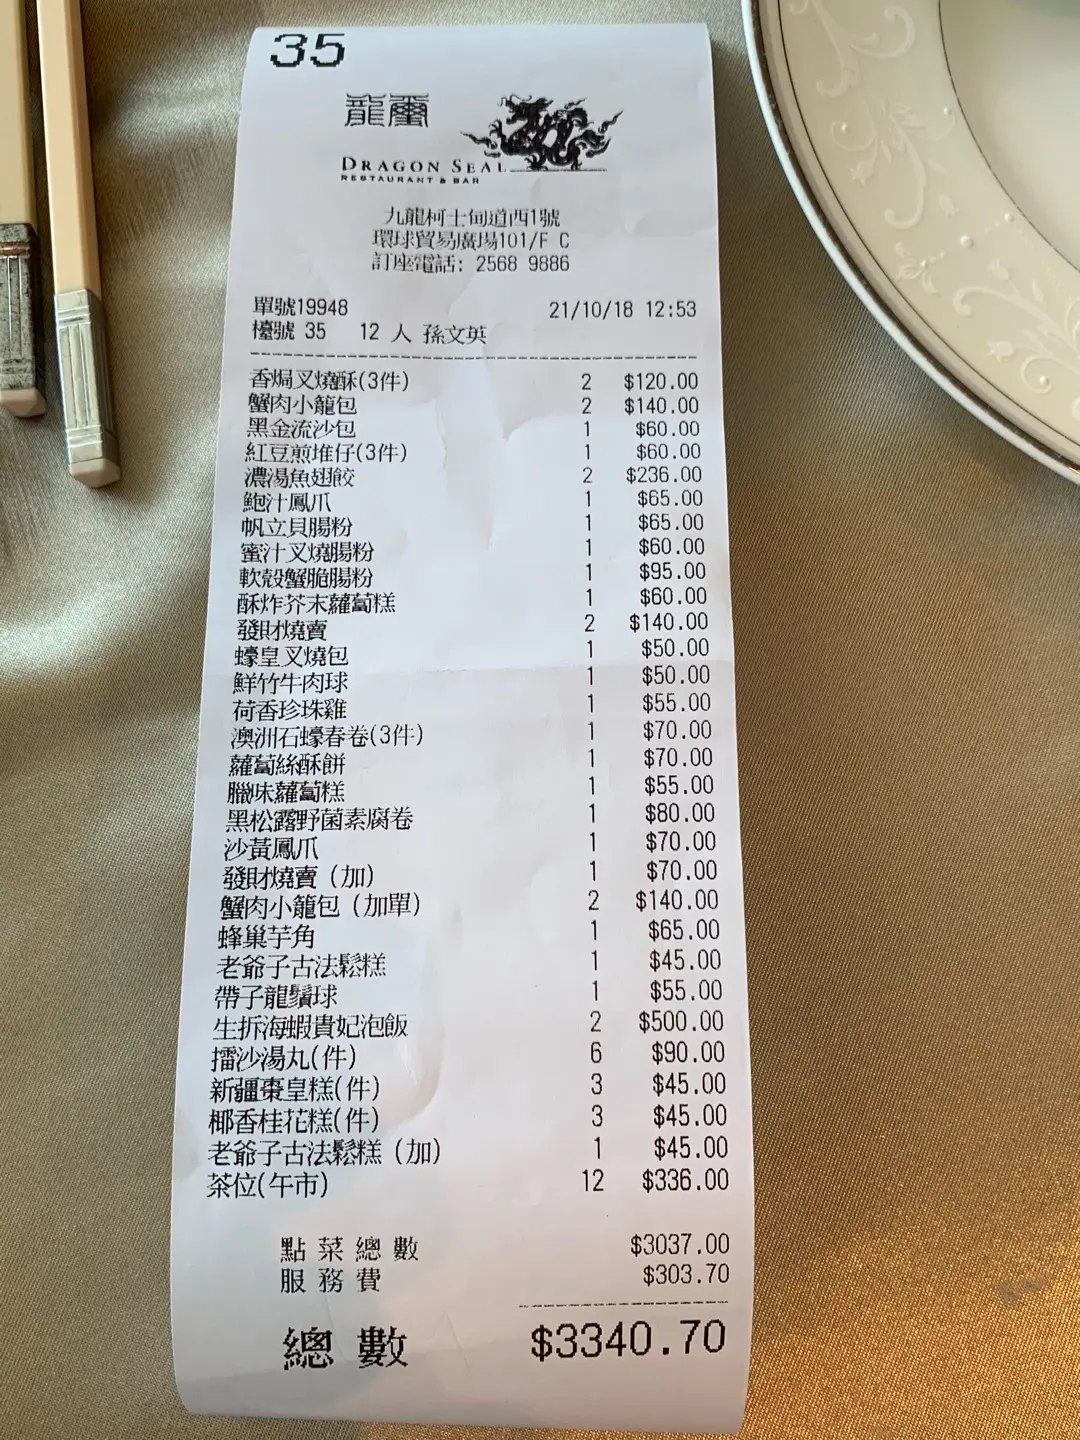 35
龍璽
DRAGON SEAL
RESTAURANT & BAR
九龍柯士甸道西1號
環球貿易廣場101/F C
訂座電話: 2568 9886
單號19948 21/10/18 12:53
檯號 35 12 人 孫文英
香焗叉燒酥(3件) 2 $120.00
蟹肉小籠包 2 $140.00
黑金流沙包 1 $60.00
紅豆煎堆仔(3件) 1 $60.00
濃湯魚翅餃 2 $236.00
鮑汁鳳爪 1 $65.00
帆立貝腸粉 1 $65.00
蜜汁叉燒腸粉 1 $60.00
軟殼蟹脆腸粉 1 $95.00
酥炸芥末蘿蔔糕 1 $60.00
發財燒賣 2 $140.00
蠔皇叉燒包 1 $50.00
鮮竹牛肉球 1 $50.00
荷香珍珠雞 1 $55.00
澳洲石蠔春卷(3件) 1 $70.00
蘿蔔絲酥餅 1 $70.00
臘味蘿蔔糕 1 $55.00
黑松露野菌素腐卷 1 $80.00
沙黃鳳爪 1 $70.00
發財燒賣 (加) 1 $70.00
蟹肉小籠包 (加單) 2 $140.00
蜂巢芋角 1 $65.00
老爺子古法鬆糕 1 $45.00
帶子龍鬚球 1 $55.00
生拆海蝦貴妃泡飯 2 $500.00
擂沙湯丸(件) 6 $90.00
新疆棗皇糕(件) 3 $45.00
椰香桂花糕(件) 3 $45.00
老爺子古法鬆糕 (加) 1 $45.00
茶位(午市) 12 $336.00
點菜總數 $3037.00
服務費 $303.70
總數 $3340.70